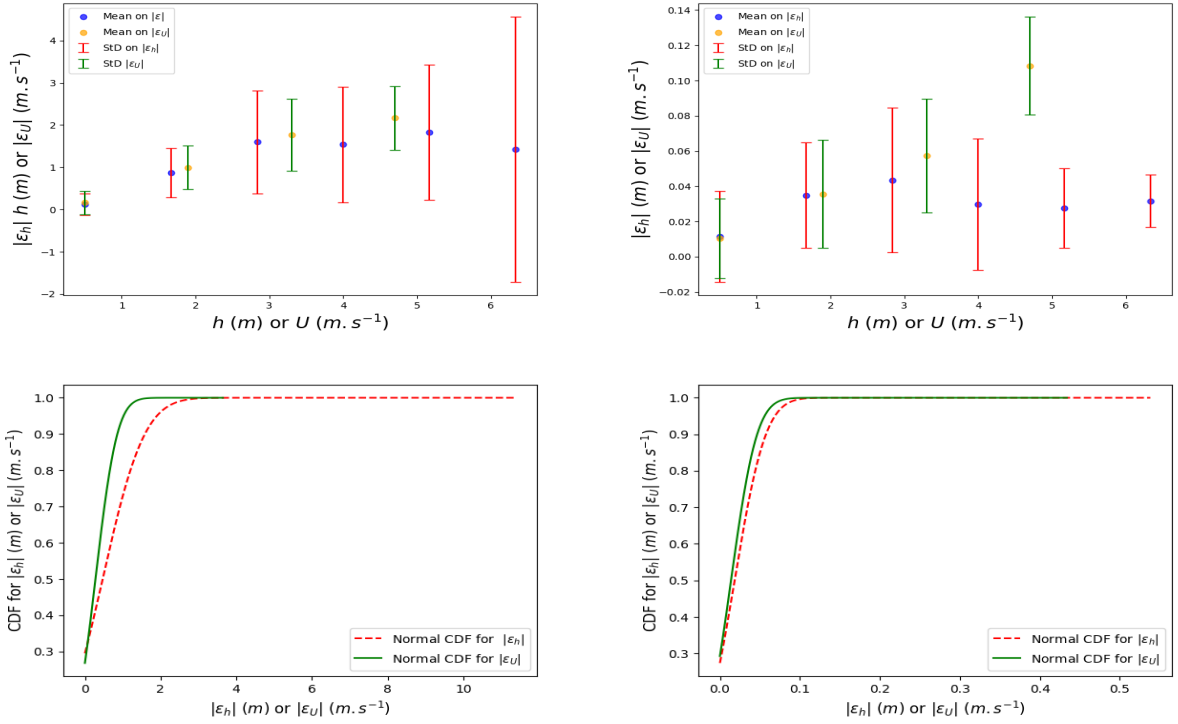 Mean on |ε|
Mean on |ε_U|
StD on |ε_h|
StD |ε_U|
4
3
2
1
0
−1
−2
|ε_h| h (m) or |ε_U| (m.s⁻¹)
1 2 3 4 5 6
h (m) or U (m.s⁻¹)
Mean on |ε_h|
Mean on |ε_U|
StD on |ε_h|
StD on |ε_U|
0.14
0.12
0.10
0.08
0.06
0.04
0.02
0.00
−0.02
|ε_h| (m) or |ε_U| (m.s⁻¹)
1 2 3 4 5 6
h (m) or U (m.s⁻¹)
1.0
0.9
0.8
0.7
0.6
0.5
0.4
0.3
CDF for |ε_h| (m) or |ε_U| (m.s⁻¹)
Normal CDF for |ε_h|
Normal CDF for |ε_U|
0 2 4 6 8 10
|ε_h| (m) or |ε_U| (m.s⁻¹)
1.0
0.9
0.8
0.7
0.6
0.5
0.4
0.3
CDF for |ε_h| (m) or |ε_U| (m.s⁻¹)
Normal CDF for |ε_h|
Normal CDF for |ε_U|
0.0 0.1 0.2 0.3 0.4 0.5
|ε_h| (m) or |ε_U| (m.s⁻¹)